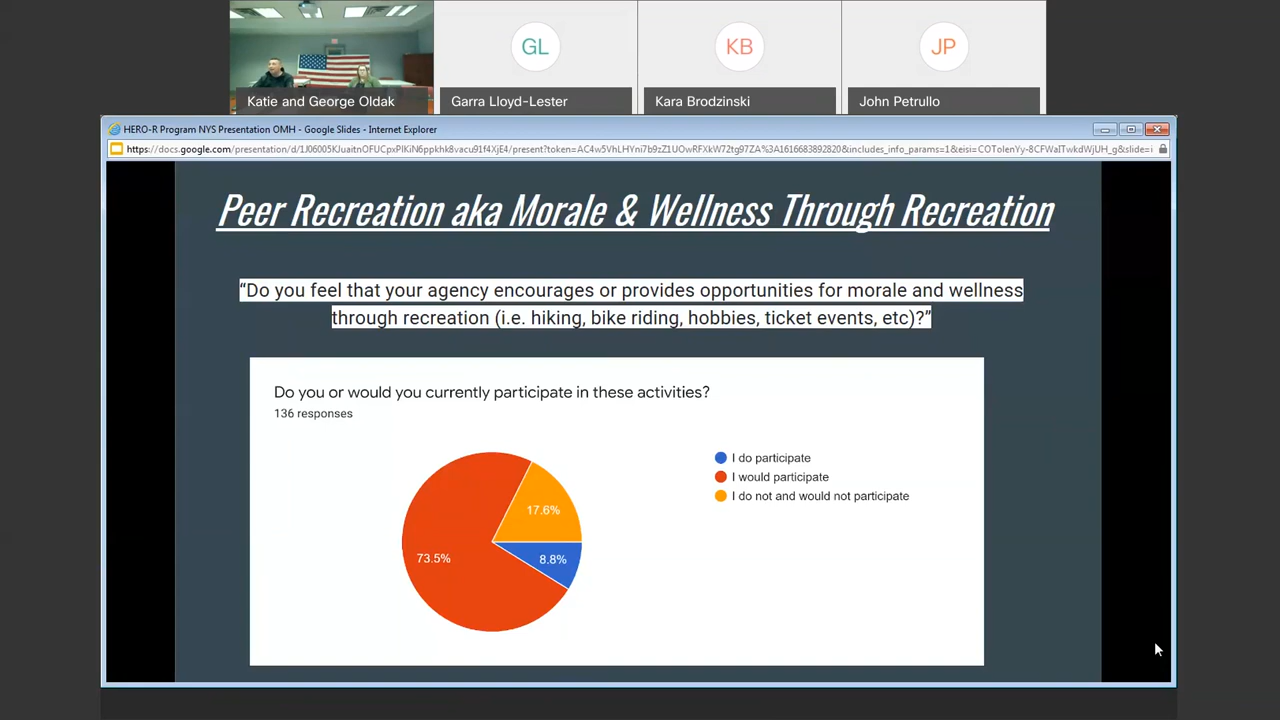 GL
KB
JP
Katie and George Oldak
Garra Lloyd-Lester
Kara Brodzinski
John Petrullo
HERO-R Program NYS Presentation OMH - Google Slides - Internet Explorer
Peer Recreation aka Morale & Wellness Through Recreation
“Do you feel that your agency encourages or provides opportunities for morale and wellness
through recreation (i.e. hiking, bike riding, hobbies, ticket events, etc)?”
Do you or would you currently participate in these activities?
136 responses
I do participate
I would participate
I do not and would not participate
17.6%
73.5%
8.8%